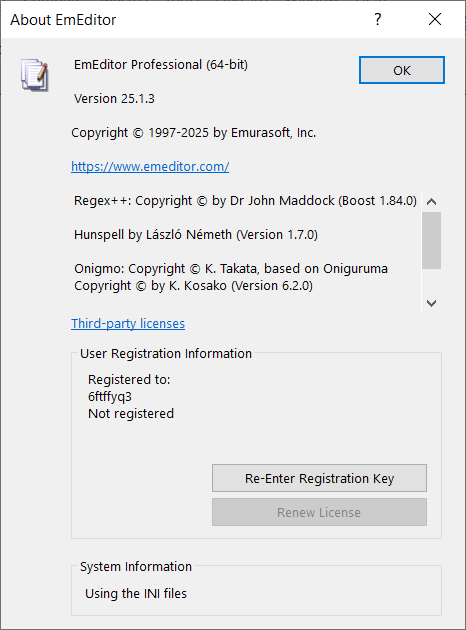 About EmEditor
?
EmEditor Professional (64-bit)
OK
Version 25.1.3
Copyright © 1997-2025 by Emurasoft, Inc.
https://www.emeditor.com/
Regex++: Copyright © by Dr John Maddock (Boost 1.84.0)
Hunspell by László Németh (Version 1.7.0)
Onigmo: Copyright © K. Takata, based on Oniguruma
Copyright © by K. Kosako (Version 6.2.0)
Third-party licenses
User Registration Information
Registered to:
6ftffyq3
Not registered
Re-Enter Registration Key
Renew License
System Information
Using the INI files